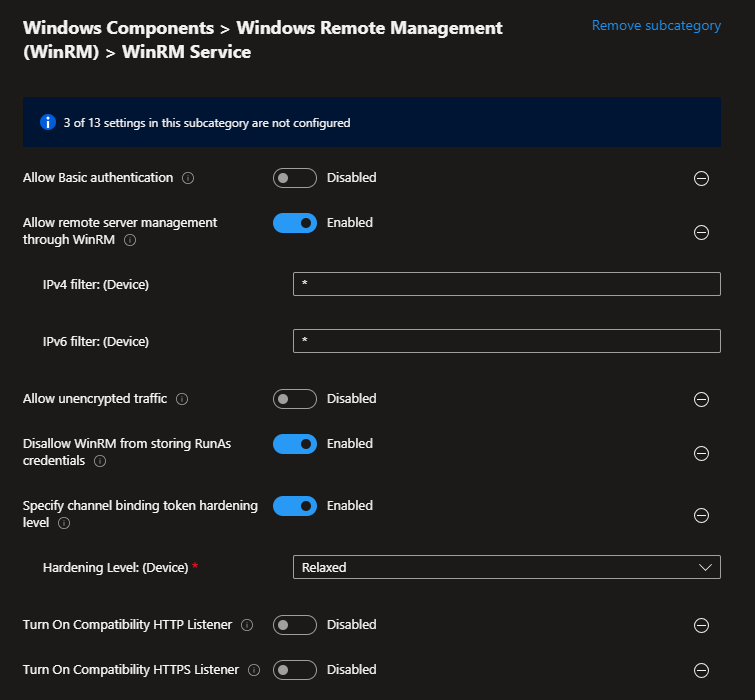 Windows Components > Windows Remote Management
(WinRM) > WinRM Service
Remove subcategory
3 of 13 settings in this subcategory are not configured
Allow Basic authentication
Disabled
Allow remote server management
through WinRM
Enabled
IPv4 filter: (Device)
*
IPv6 filter: (Device)
*
Allow unencrypted traffic
Disabled
Disallow WinRM from storing RunAs
credentials
Enabled
Specify channel binding token hardening
level
Enabled
Hardening Level: (Device) *
Relaxed
Turn On Compatibility HTTP Listener
Disabled
Turn On Compatibility HTTPS Listener
Disabled